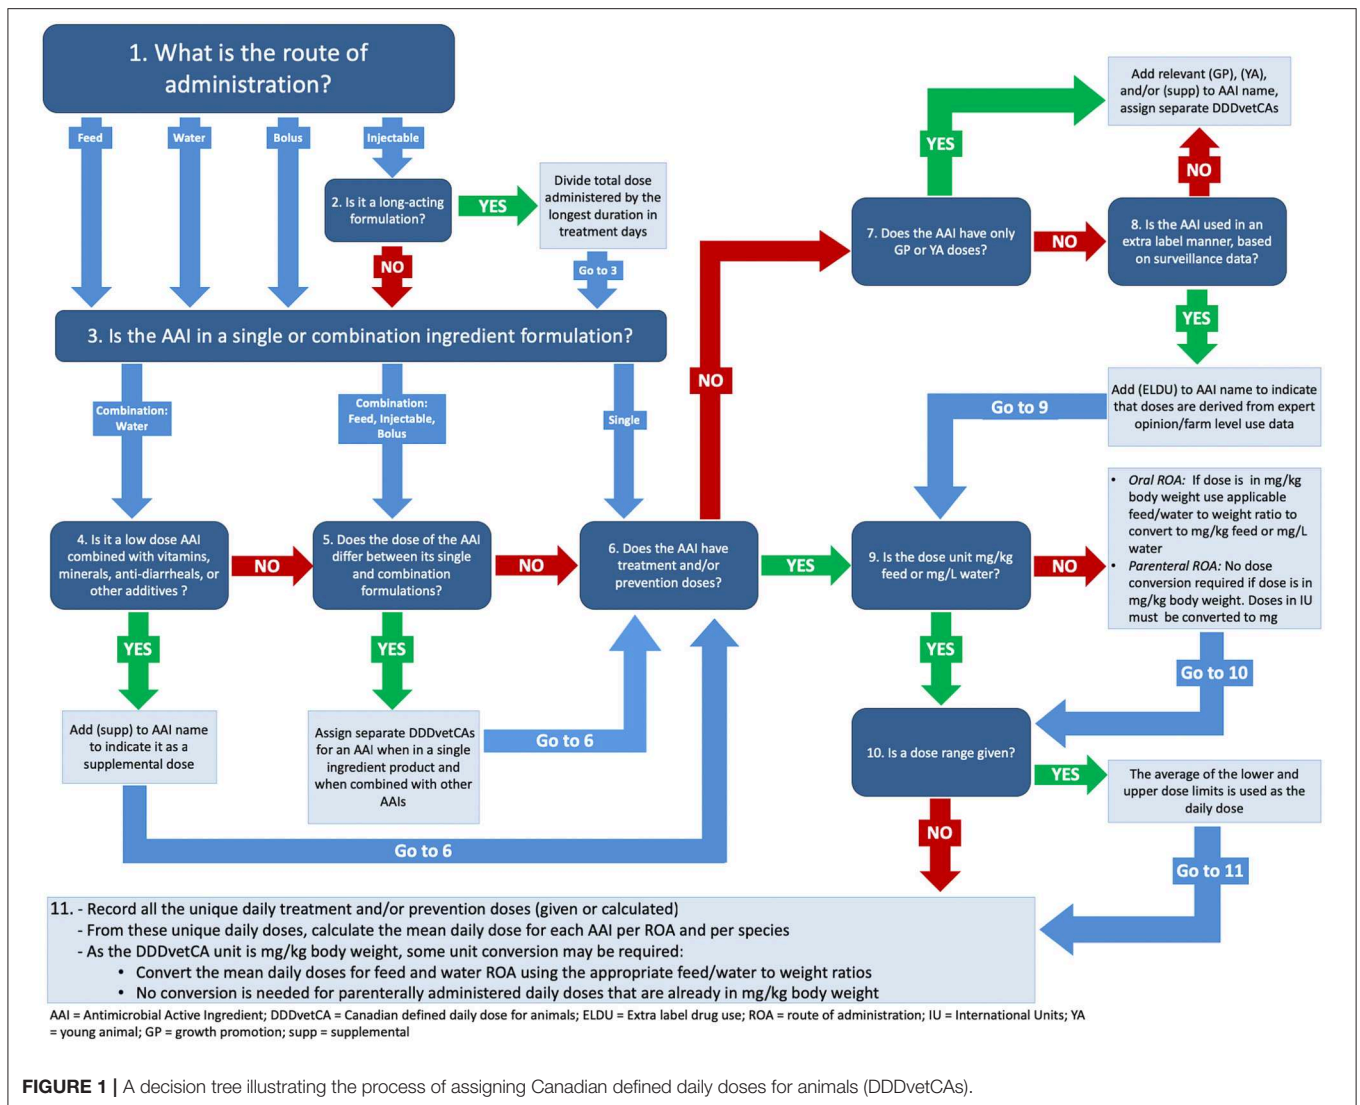 1. What is the route of
administration?
Feed
Water
Bolus
Injectable
2. Is it a long-acting
formulation?
YES
Divide total dose
administered by the
longest duration in
treatment days
NO
Go to 3
3. Is the AAI in a single or combination ingredient formulation?
Combination:
Water
Combination:
Feed, Injectable,
Bolus
Single
4. Is it a low dose AAI
combined with vitamins,
minerals, anti-diarrheals, or
other additives ?
NO
5. Does the dose of the AAI
differ between its single
and combination
formulations?
NO
6. Does the AAI have
treatment and/or
prevention doses?
YES
YES
Add (supp) to AAI name
to indicate it as a
supplemental dose
Assign separate DDDvetCAs
for an AAI when in a single
ingredient product and
when combined with other
AAIs
Go to 6
Go to 6
NO
YES
7. Does the AAI have only
GP or YA doses?
YES
Add relevant (GP), (YA),
and/or (supp) to AAI name,
assign separate DDDvetCAs
NO
NO
8. Is the AAI used in an
extra label manner, based
on surveillance data?
YES
Add (ELDU) to AAI name to indicate
that doses are derived from expert
opinion/farm level use data
Go to 9
9. Is the dose unit mg/kg
feed or mg/L water?
NO
• Oral ROA: If dose is in mg/kg
body weight use applicable
feed/water to weight ratio to
convert to mg/kg feed or mg/L
water
• Parenteral ROA: No dose
conversion required if dose is in
mg/kg body weight. Doses in IU
must be converted to mg
YES
Go to 10
10. Is a dose range given?
YES
The average of the lower and
upper dose limits is used as the
daily dose
NO
Go to 11
11. - Record all the unique daily treatment and/or prevention doses (given or calculated)
- From these unique daily doses, calculate the mean daily dose for each AAI per ROA and per species
- As the DDDvetCA unit is mg/kg body weight, some unit conversion may be required:
• Convert the mean daily doses for feed and water ROA using the appropriate feed/water to weight ratios
• No conversion is needed for parenterally administered daily doses that are already in mg/kg body weight
AAI = Antimicrobial Active Ingredient; DDDvetCA = Canadian defined daily dose for animals; ELDU = Extra label drug use; ROA = route of administration; IU = International Units; YA
= young animal; GP = growth promotion; supp = supplemental
FIGURE 1 | A decision tree illustrating the process of assigning Canadian defined daily doses for animals (DDDvetCAs).